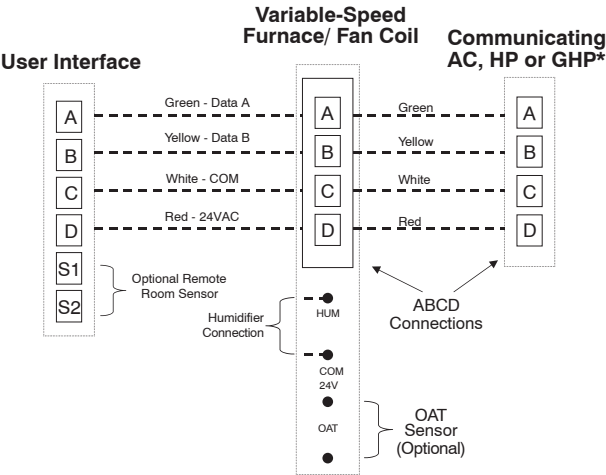 Variable-Speed
Furnace/ Fan Coil
Communicating
AC, HP or GHP*
User Interface
A Green - Data A A Green A
B Yellow - Data B B Yellow B
C White - COM C White C
D Red - 24VAC D Red D
S1
S2
Optional Remote
Room Sensor
Humidifier
Connection
HUM
COM
24V
OAT
ABCD
Connections
OAT
Sensor
(Optional)